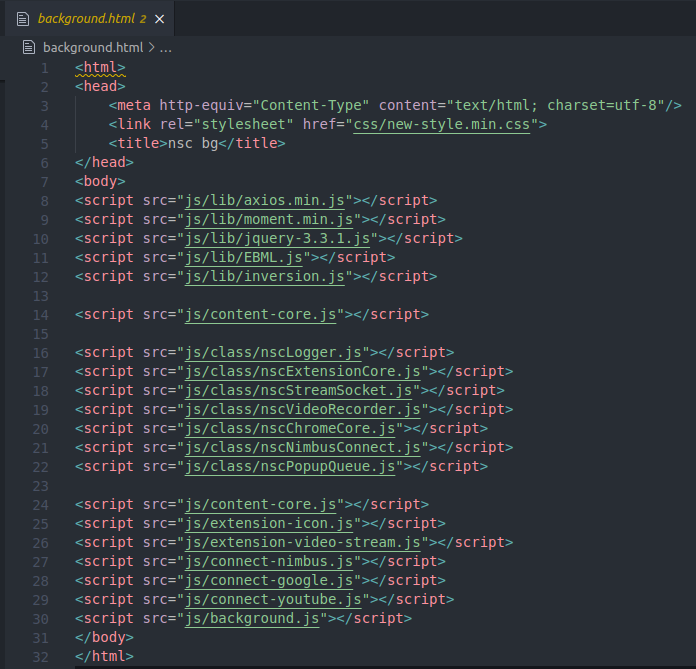 background.html 2 ×
background.html > ...
1 <html>
2 <head>
3 <meta http-equiv="Content-Type" content="text/html; charset=utf-8"/>
4 <link rel="stylesheet" href="css/new-style.min.css">
5 <title>nsc bg</title>
6 </head>
7 <body>
8 <script src="js/lib/axios.min.js"></script>
9 <script src="js/lib/moment.min.js"></script>
10 <script src="js/lib/jquery-3.3.1.js"></script>
11 <script src="js/lib/EBML.js"></script>
12 <script src="js/lib/inversion.js"></script>
13
14 <script src="js/content-core.js"></script>
15
16 <script src="js/class/nscLogger.js"></script>
17 <script src="js/class/nscExtensionCore.js"></script>
18 <script src="js/class/nscStreamSocket.js"></script>
19 <script src="js/class/nscVideoRecorder.js"></script>
20 <script src="js/class/nscChromeCore.js"></script>
21 <script src="js/class/nscNimbusConnect.js"></script>
22 <script src="js/class/nscPopupQueue.js"></script>
23
24 <script src="js/content-core.js"></script>
25 <script src="js/extension-icon.js"></script>
26 <script src="js/extension-video-stream.js"></script>
27 <script src="js/connect-nimbus.js"></script>
28 <script src="js/connect-google.js"></script>
29 <script src="js/connect-youtube.js"></script>
30 <script src="js/background.js"></script>
31 </body>
32 </html>